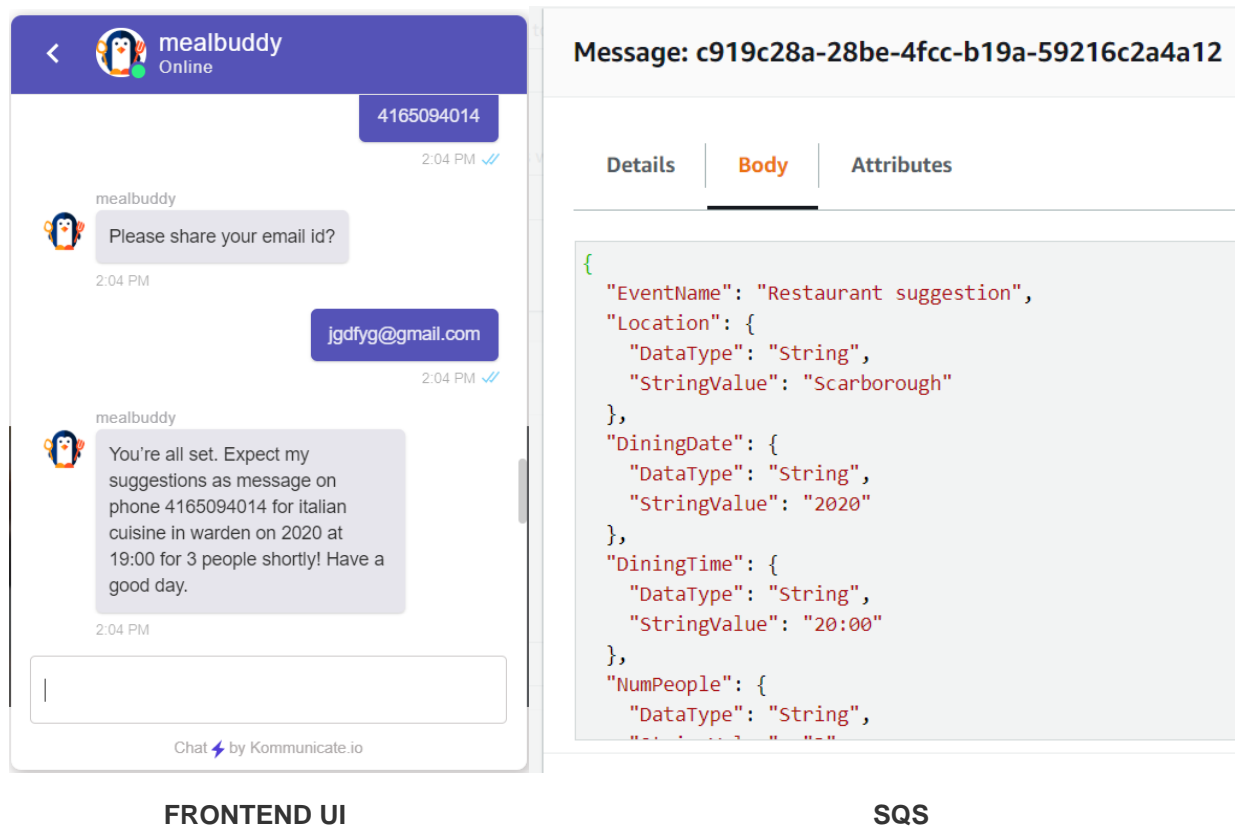 mealbuddy
Online
4165094014
2:04 PM
mealbuddy
Please share your email id?
2:04 PM
jgdfyg@gmail.com
2:04 PM
mealbuddy
You’re all set. Expect my
suggestions as message on
phone 4165094014 for italian
cuisine in warden on 2020 at
19:00 for 3 people shortly! Have a
good day.
2:04 PM
Chat by Kommunicate.io
FRONTEND UI
Message: c919c28a-28be-4fcc-b19a-59216c2a4a12
Details
Body
Attributes
{
"EventName": "Restaurant suggestion",
"Location": {
"DataType": "String",
"StringValue": "Scarborough"
},
"DiningDate": {
"DataType": "String",
"StringValue": "2020"
},
"DiningTime": {
"DataType": "String",
"StringValue": "20:00"
},
"NumPeople": {
"DataType": "String",
SQS